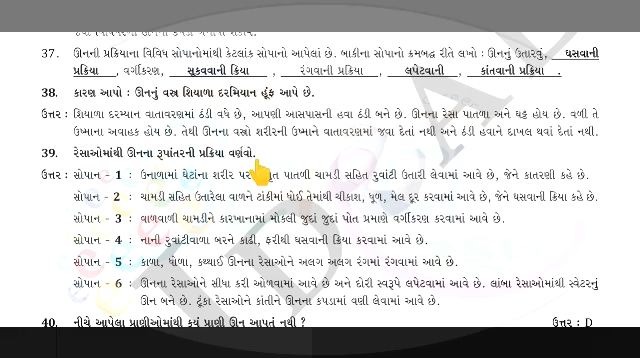 37. ઊનની પ્રક્રિયાના વિવિધ સોપાનોમાંથી કેટલાંક સોપાનો આપેલાં છે. બાકીના સોપાનો ક્રમબદ્ધ રીતે લખો : ઊનનું ઉતારવું, ઘસવાની
પ્રક્રિયા , વર્ગીકરણ, સૂકવવાની ક્રિયા , રંગવાની પ્રક્રિયા , લપેટવાની , કાંતવાની પ્રક્રિયા .
38. કારણ આપો : ઊનનું વસ્ત્ર શિયાળા દરમિયાન હૂંફ આપે છે.
ઉત્તર : શિયાળા દરમ્યાન વાતાવરણમાં ઠંડી વધે છે, આપણી આસપાસની હવા ઠંડી બને છે. ઊનના રેસા પાતળા અને ઘટ્ટ હોય છે. વળી તે
ઉષ્માના અવાહક હોય છે. તેથી ઊનના વસ્ત્રો શરીરની ઉષ્માને વાતાવરણમાં જવા દેતાં નથી અને ઠંડી હવાને દાખલ થવાં દેતાં નથી.
39. રેસાઓમાંથી ઊનના રૂપાંતરની પ્રક્રિયા વર્ણવો.
ઉત્તર : સોપાન - 1 : ઉનાળામાં ઘેટાંના શરીર પર પાતળી ચામડી સહિત રુવાંટી ઉતારી લેવામાં આવે છે, જેને કાતરણી કહે છે.
સોપાન - 2 : ચામડી સહિત ઉતારેલા વાળને ટાંકીમાં ધોઈ તેમાંથી ચીકાશ, ધૂળ, મેલ દૂર કરવામાં આવે છે, જેને ઘસવાની ક્રિયા કહે છે.
સોપાન - 3 : વાળવાળી ચામડીને કારખાનામાં મોકલી જુદાં જુદાં પોત પ્રમાણે વર્ગીકરણ કરવામાં આવે છે.
સોપાન - 4 : નાની રુવાંટીવાળા બરને કાઢી, ફરીથી ઘસવાની ક્રિયા કરવામાં આવે છે.
સોપાન - 5 : કાળા, ધોળા, કથ્થાઈ ઊનના રેસાઓને અલગ અલગ રંગમાં રંગવામાં આવે છે.
સોપાન - 6 : ઊનના રેસાઓને સીધા કરી ઓળવામાં આવે છે અને દોરી સ્વરૂપે લપેટવામાં આવે છે. લાંબા રેસાઓમાંથી સ્વેટરનું
ઊન બને છે. ટૂંકા રેસાઓને કાંતીને ઊનના કપડામાં વણી લેવામાં આવે છે.
40. નીચે આપેલા પ્રાણીઓમાંથી ક્યું પ્રાણી ઊન આપતું નથી ? ઉત્તર : D